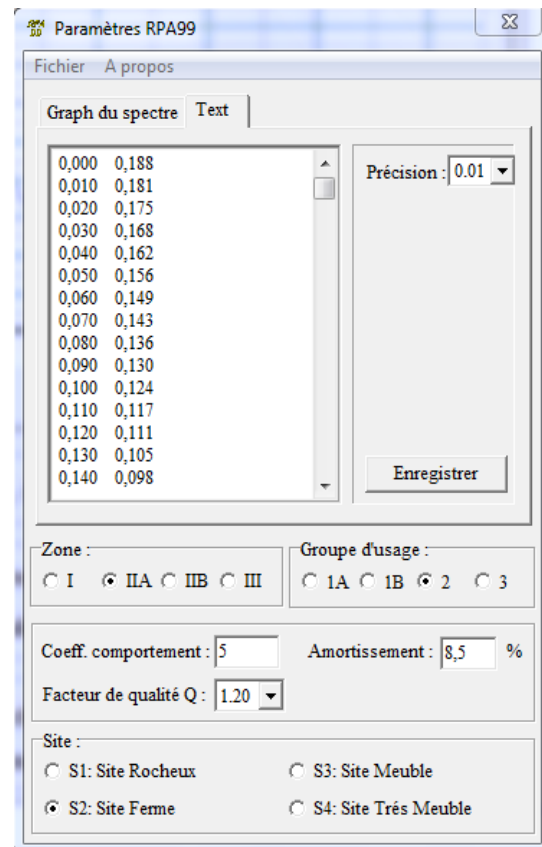 Paramètres RPA99
Fichier A propos
Graph du spectre Text
0,000 0,188
0,010 0,181
0,020 0,175
0,030 0,168
0,040 0,162
0,050 0,156
0,060 0,149
0,070 0,143
0,080 0,136
0,090 0,130
0,100 0,124
0,110 0,117
0,120 0,111
0,130 0,105
0,140 0,098
Précision : 0.01
Enregistrer
Zone :
I IIA IIB III
Groupe d'usage :
1A 1B 2 3
Coeff. comportement : 5 Amortissement : 8,5 %
Facteur de qualité Q : 1.20
Site :
S1: Site Rocheux S3: Site Meuble
S2: Site Ferme S4: Site Trés Meuble